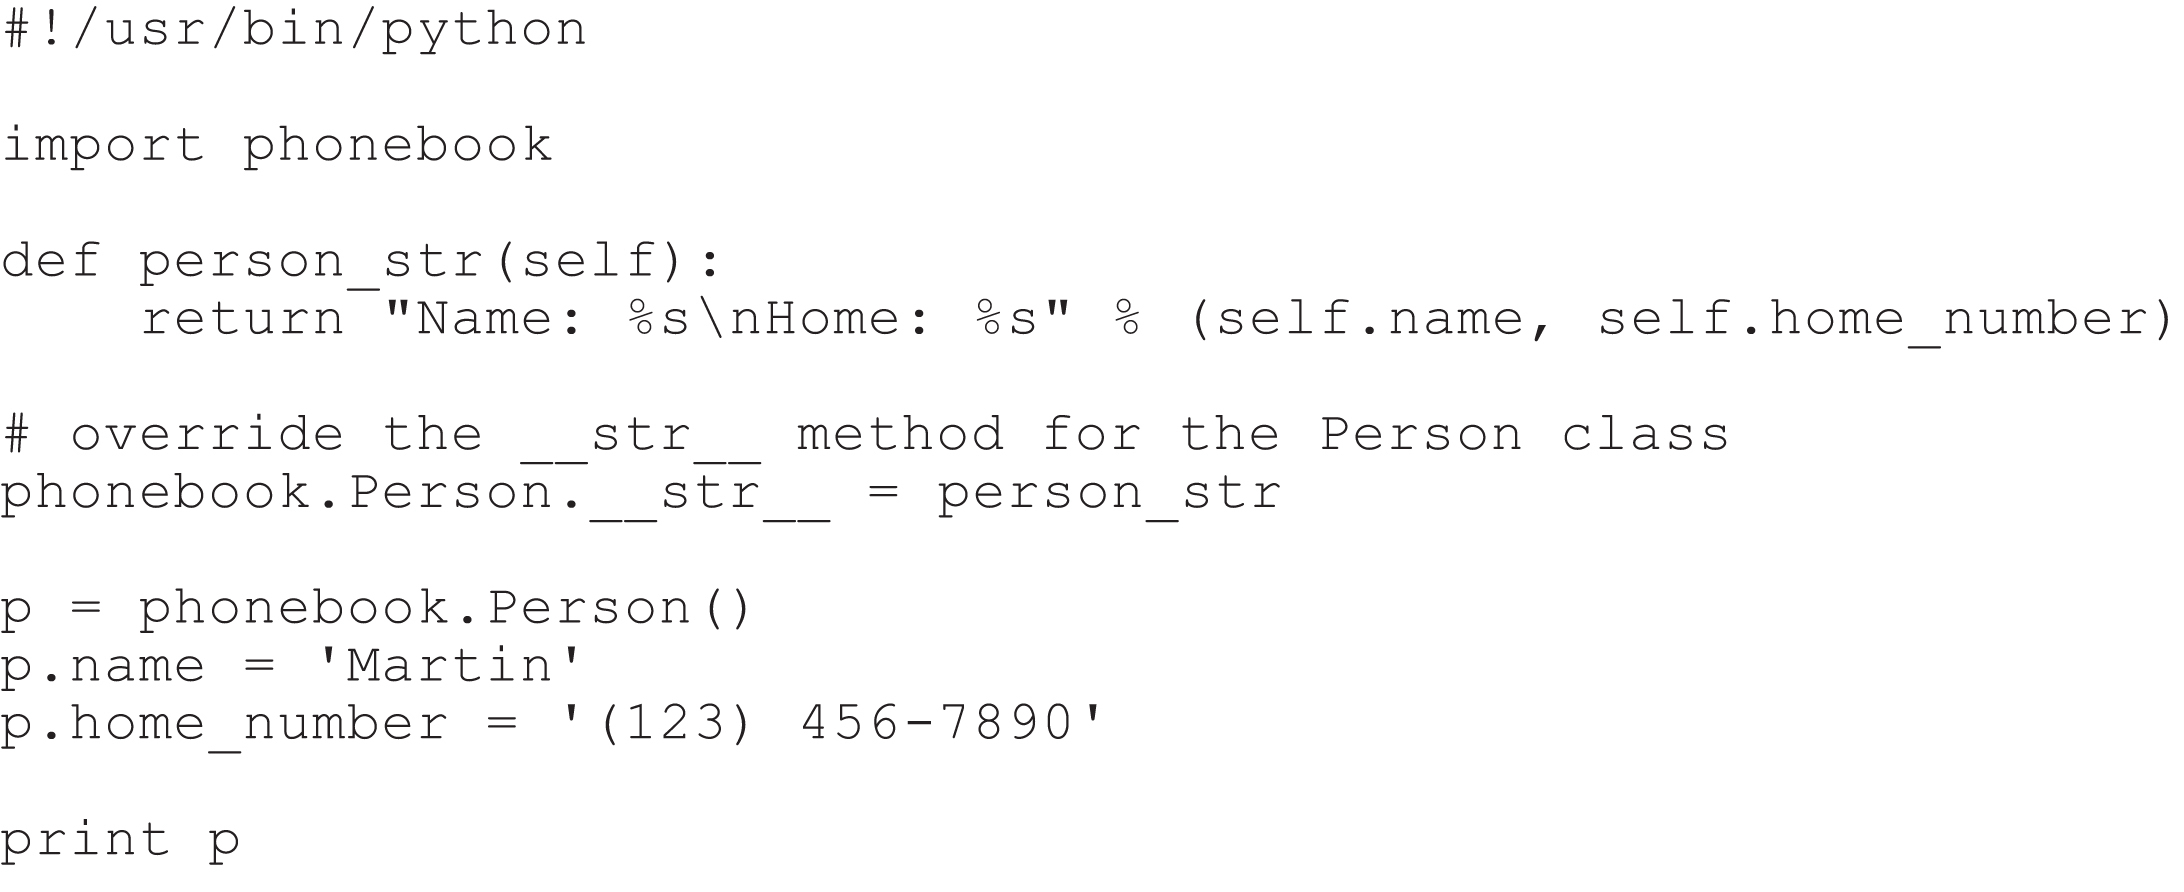 #!/usr/bin/python

import phonebook

def person_str(self):
    return "Name: %s\nHome: %s" % (self.name, self.home_number)

# override the __str__ method for the Person class
phonebook.Person.__str__ = person_str

p = phonebook.Person()
p.name = 'Martin'
p.home_number = '(123) 456-7890'

print p